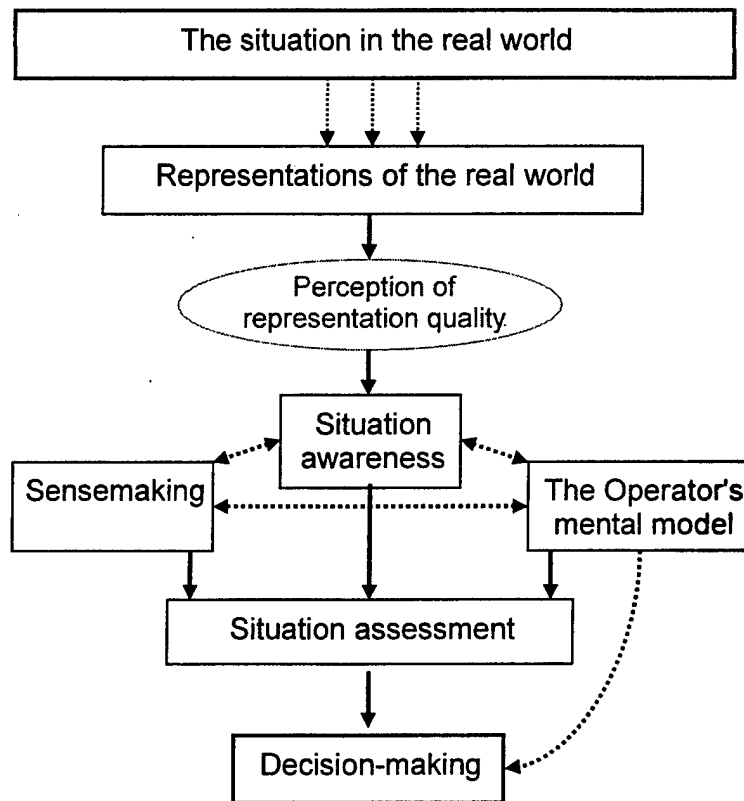 The situation in the real world
Representations of the real world
Perception of
representation quality.
Situation
awareness
Sensemaking
The Operator's
mental model
Situation assessment
Decision-making